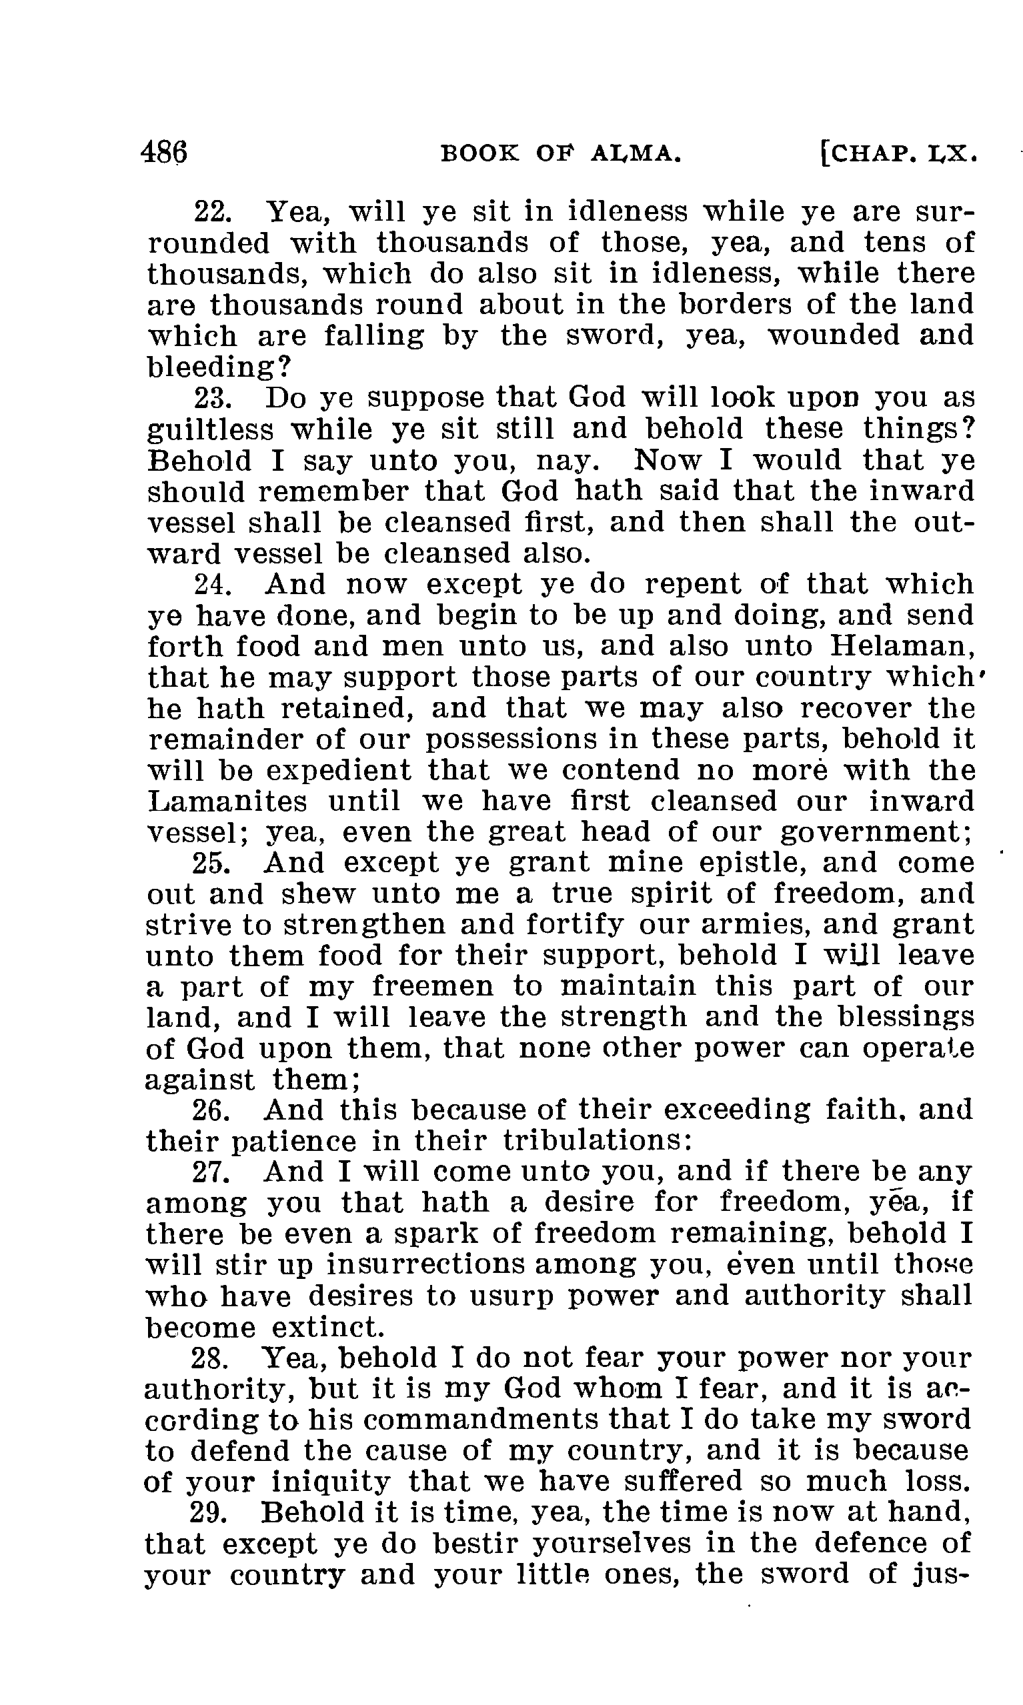 486 BOOK OF ALMA. [CHAP. LX.
22. Yea, will ye sit in idleness while ye are sur-
rounded with thousands of those, yea, and tens of
thousands, which do also sit in idleness, while there
are thousands round about in the borders of the land
which are falling by the sword, yea, wounded and
bleeding?
23. Do ye suppose that God will look upon you as
guiltless while ye sit still and behold these things?
Behold I say unto you, nay. Now I would that ye
should remember that God hath said that the inward
vessel shall be cleansed first, and then shall the out-
ward vessel be cleansed also.
24. And now except ye do repent of that which
ye have done, and begin to be up and doing, and send
forth food and men unto us, and also unto Helaman,
that he may support those parts of our country which
he hath retained, and that we may also recover the
remainder of our possessions in these parts, behold it
will be expedient that we contend no more with the
Lamanites until we have first cleansed our inward
vessel; yea, even the great head of our government;
25. And except ye grant mine epistle, and come
out and shew unto me a true spirit of freedom, and
strive to strengthen and fortify our armies, and grant
unto them food for their support, behold I will leave
a part of my freemen to maintain this part of our
land, and I will leave the strength and the blessings
of God upon them, that none other power can operate
against them;
26. And this because of their exceeding faith, and
their patience in their tribulations:
27. And I will come unto you, and if there be any
among you that hath a desire for freedom, yea, if
there be even a spark of freedom remaining, behold I
will stir up insurrections among you, even until those
who have desires to usurp power and authority shall
become extinct.
28. Yea, behold I do not fear your power nor your
authority, but it is my God whom I fear, and it is ac-
cording to his commandments that I do take my sword
to defend the cause of my country, and it is because
of your iniquity that we have suffered so much loss.
29. Behold it is time, yea, the time is now at hand,
that except ye do bestir yourselves in the defence of
your country and your little ones, the sword of jus-